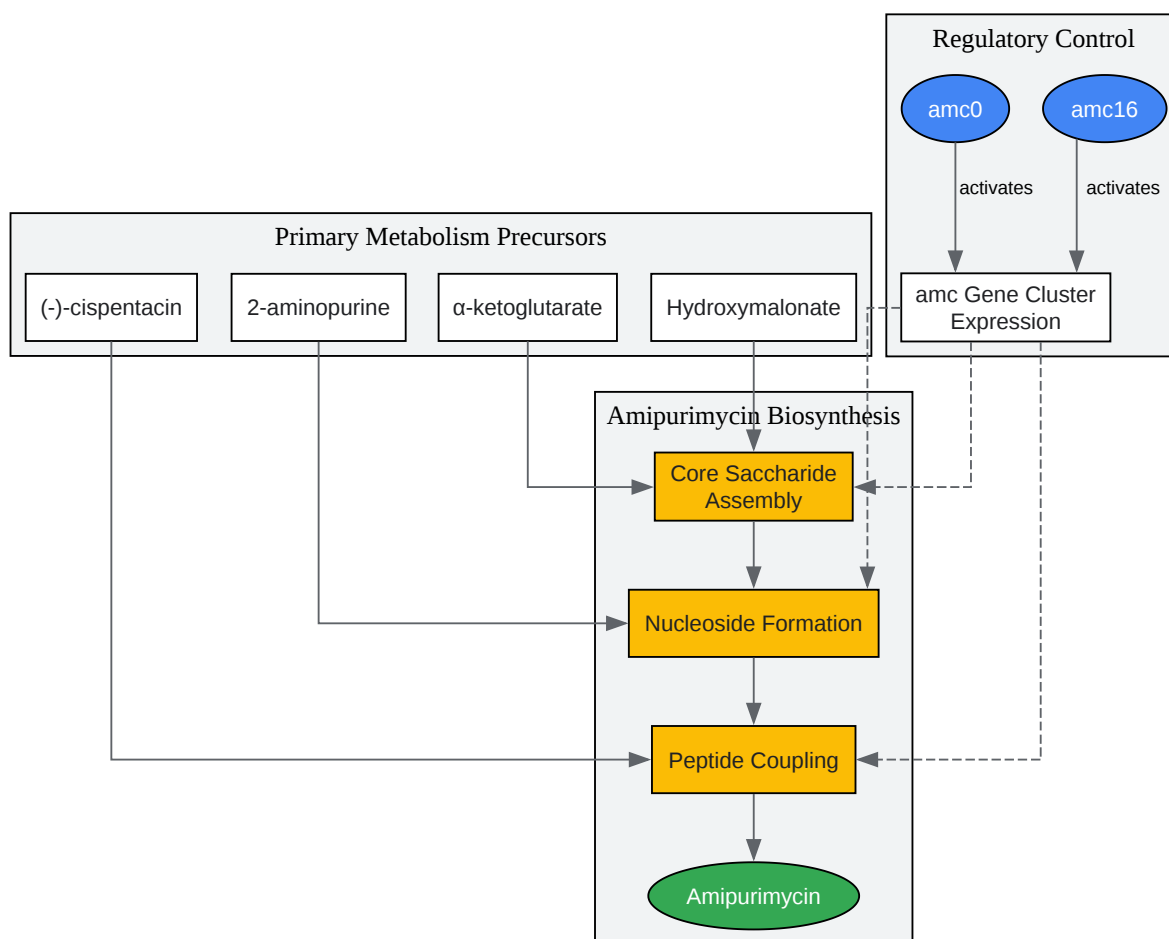 Regulatory Control
amc0
amc16
activates
activates
Primary Metabolism Precursors
(-)-cispentacin
2-aminopurine
α-ketoglutarate
Hydroxymalonate
amc Gene Cluster
Expression
Amipurimycin Biosynthesis
Core Saccharide
Assembly
Nucleoside Formation
Peptide Coupling
Amipurimycin